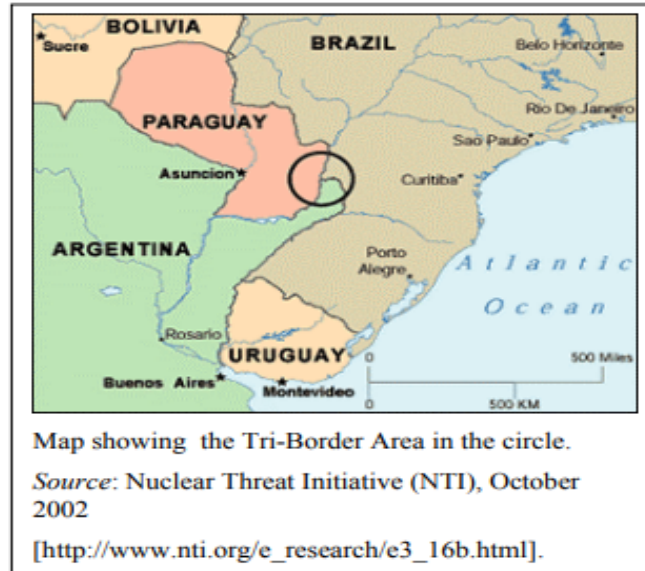 BOLIVIA
Sucre
BRAZIL
Belo Horizonte
PARAGUAY
Rio De Janeiro
Sao Paulo
Asuncion
Curitiba
ARGENTINA
Porto
Alegre
Atlantic
Ocean
Rosario
URUGUAY
0 500 Miles
Buenos Aires
Montevideo
0 500 KM
Map showing the Tri-Border Area in the circle.
Source: Nuclear Threat Initiative (NTI), October
2002
[http://www.nti.org/e_research/e3_16b.html].